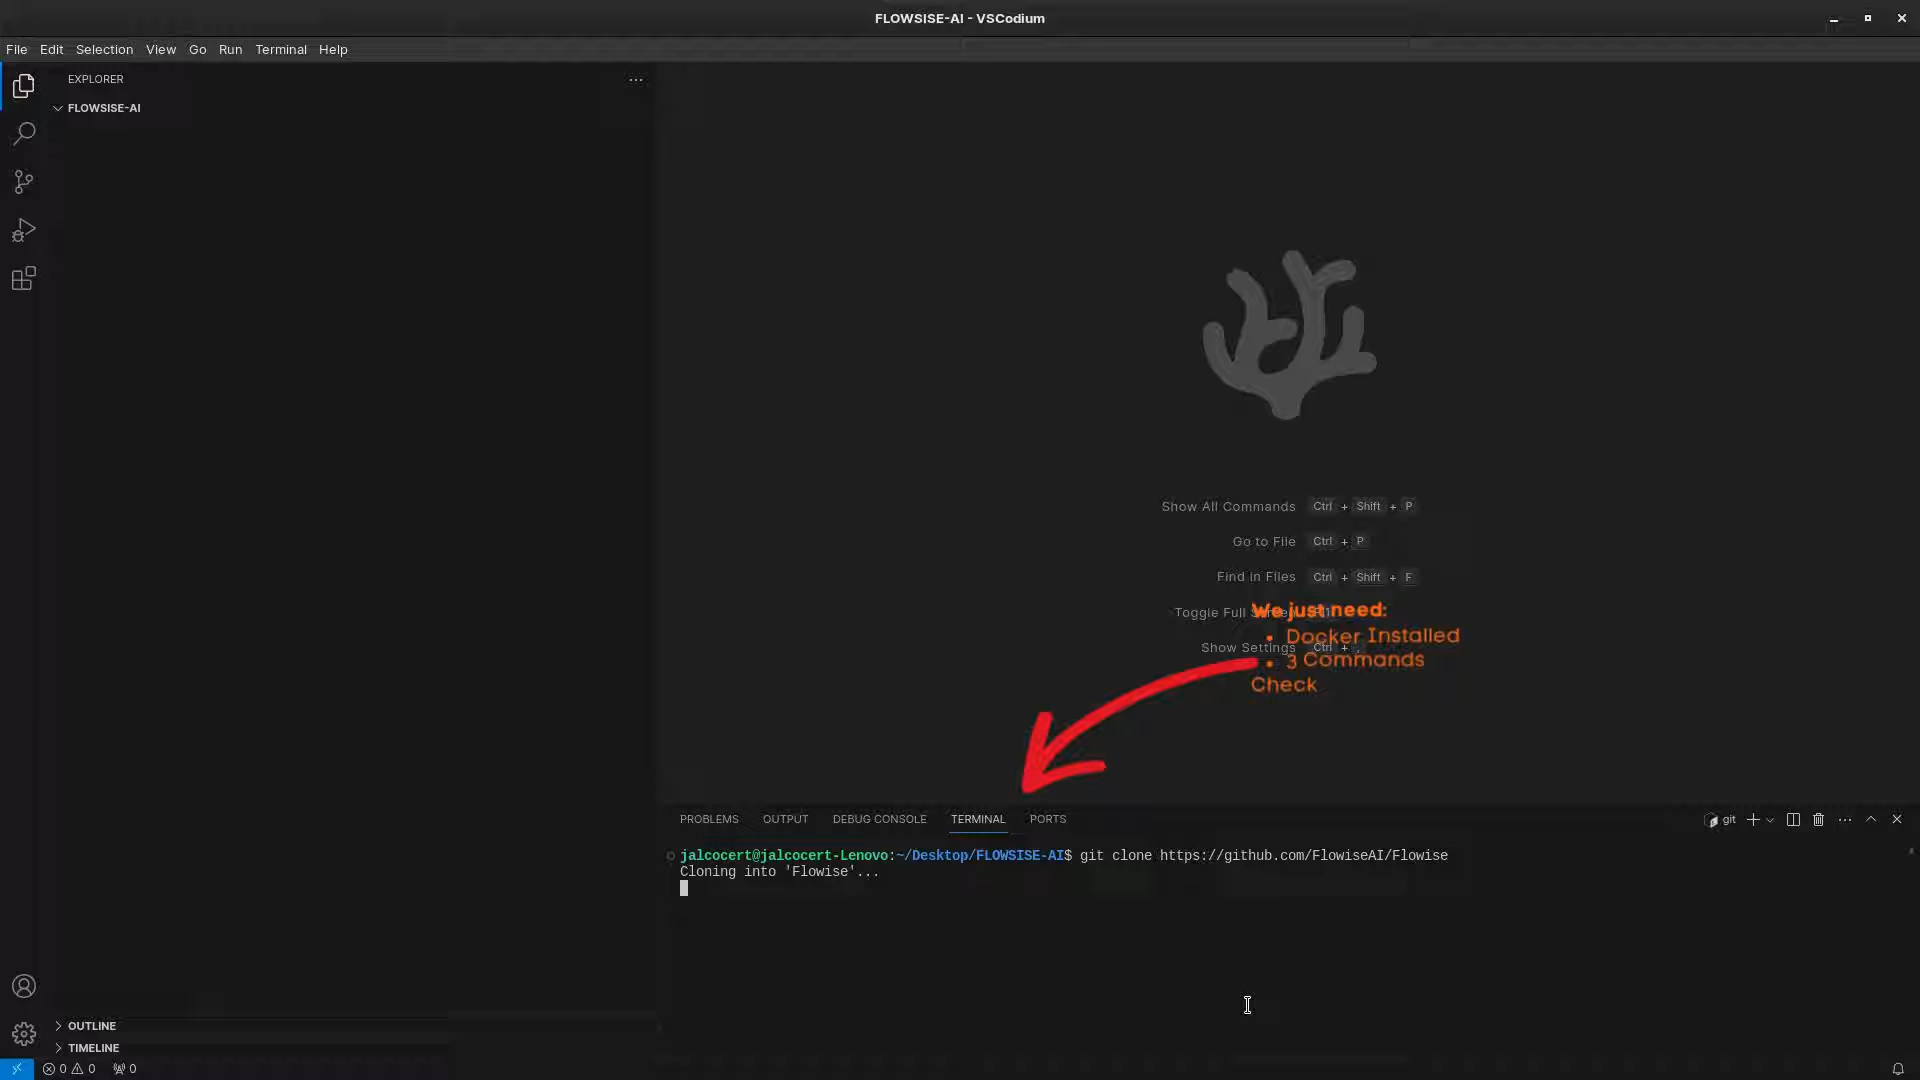 FLOWSISE-AI - VSCodium
File Edit Selection View Go Run Terminal Help
EXPLORER
FLOWSISE-AI
Show All Commands Ctrl + Shift + P
Go to File Ctrl + P
Find in Files Ctrl + Shift + F
Toggle Full
Show Settings Ctrl + ,
We just need:
• Docker Installed
• 3 Commands
Check
PROBLEMS OUTPUT DEBUG CONSOLE TERMINAL PORTS
git
jalcocert@jalcocert-Lenovo:~/Desktop/FLOWSISE-AI$ git clone https://github.com/FlowiseAI/Flowise
Cloning into 'Flowise'...
OUTLINE
TIMELINE
0 0 0